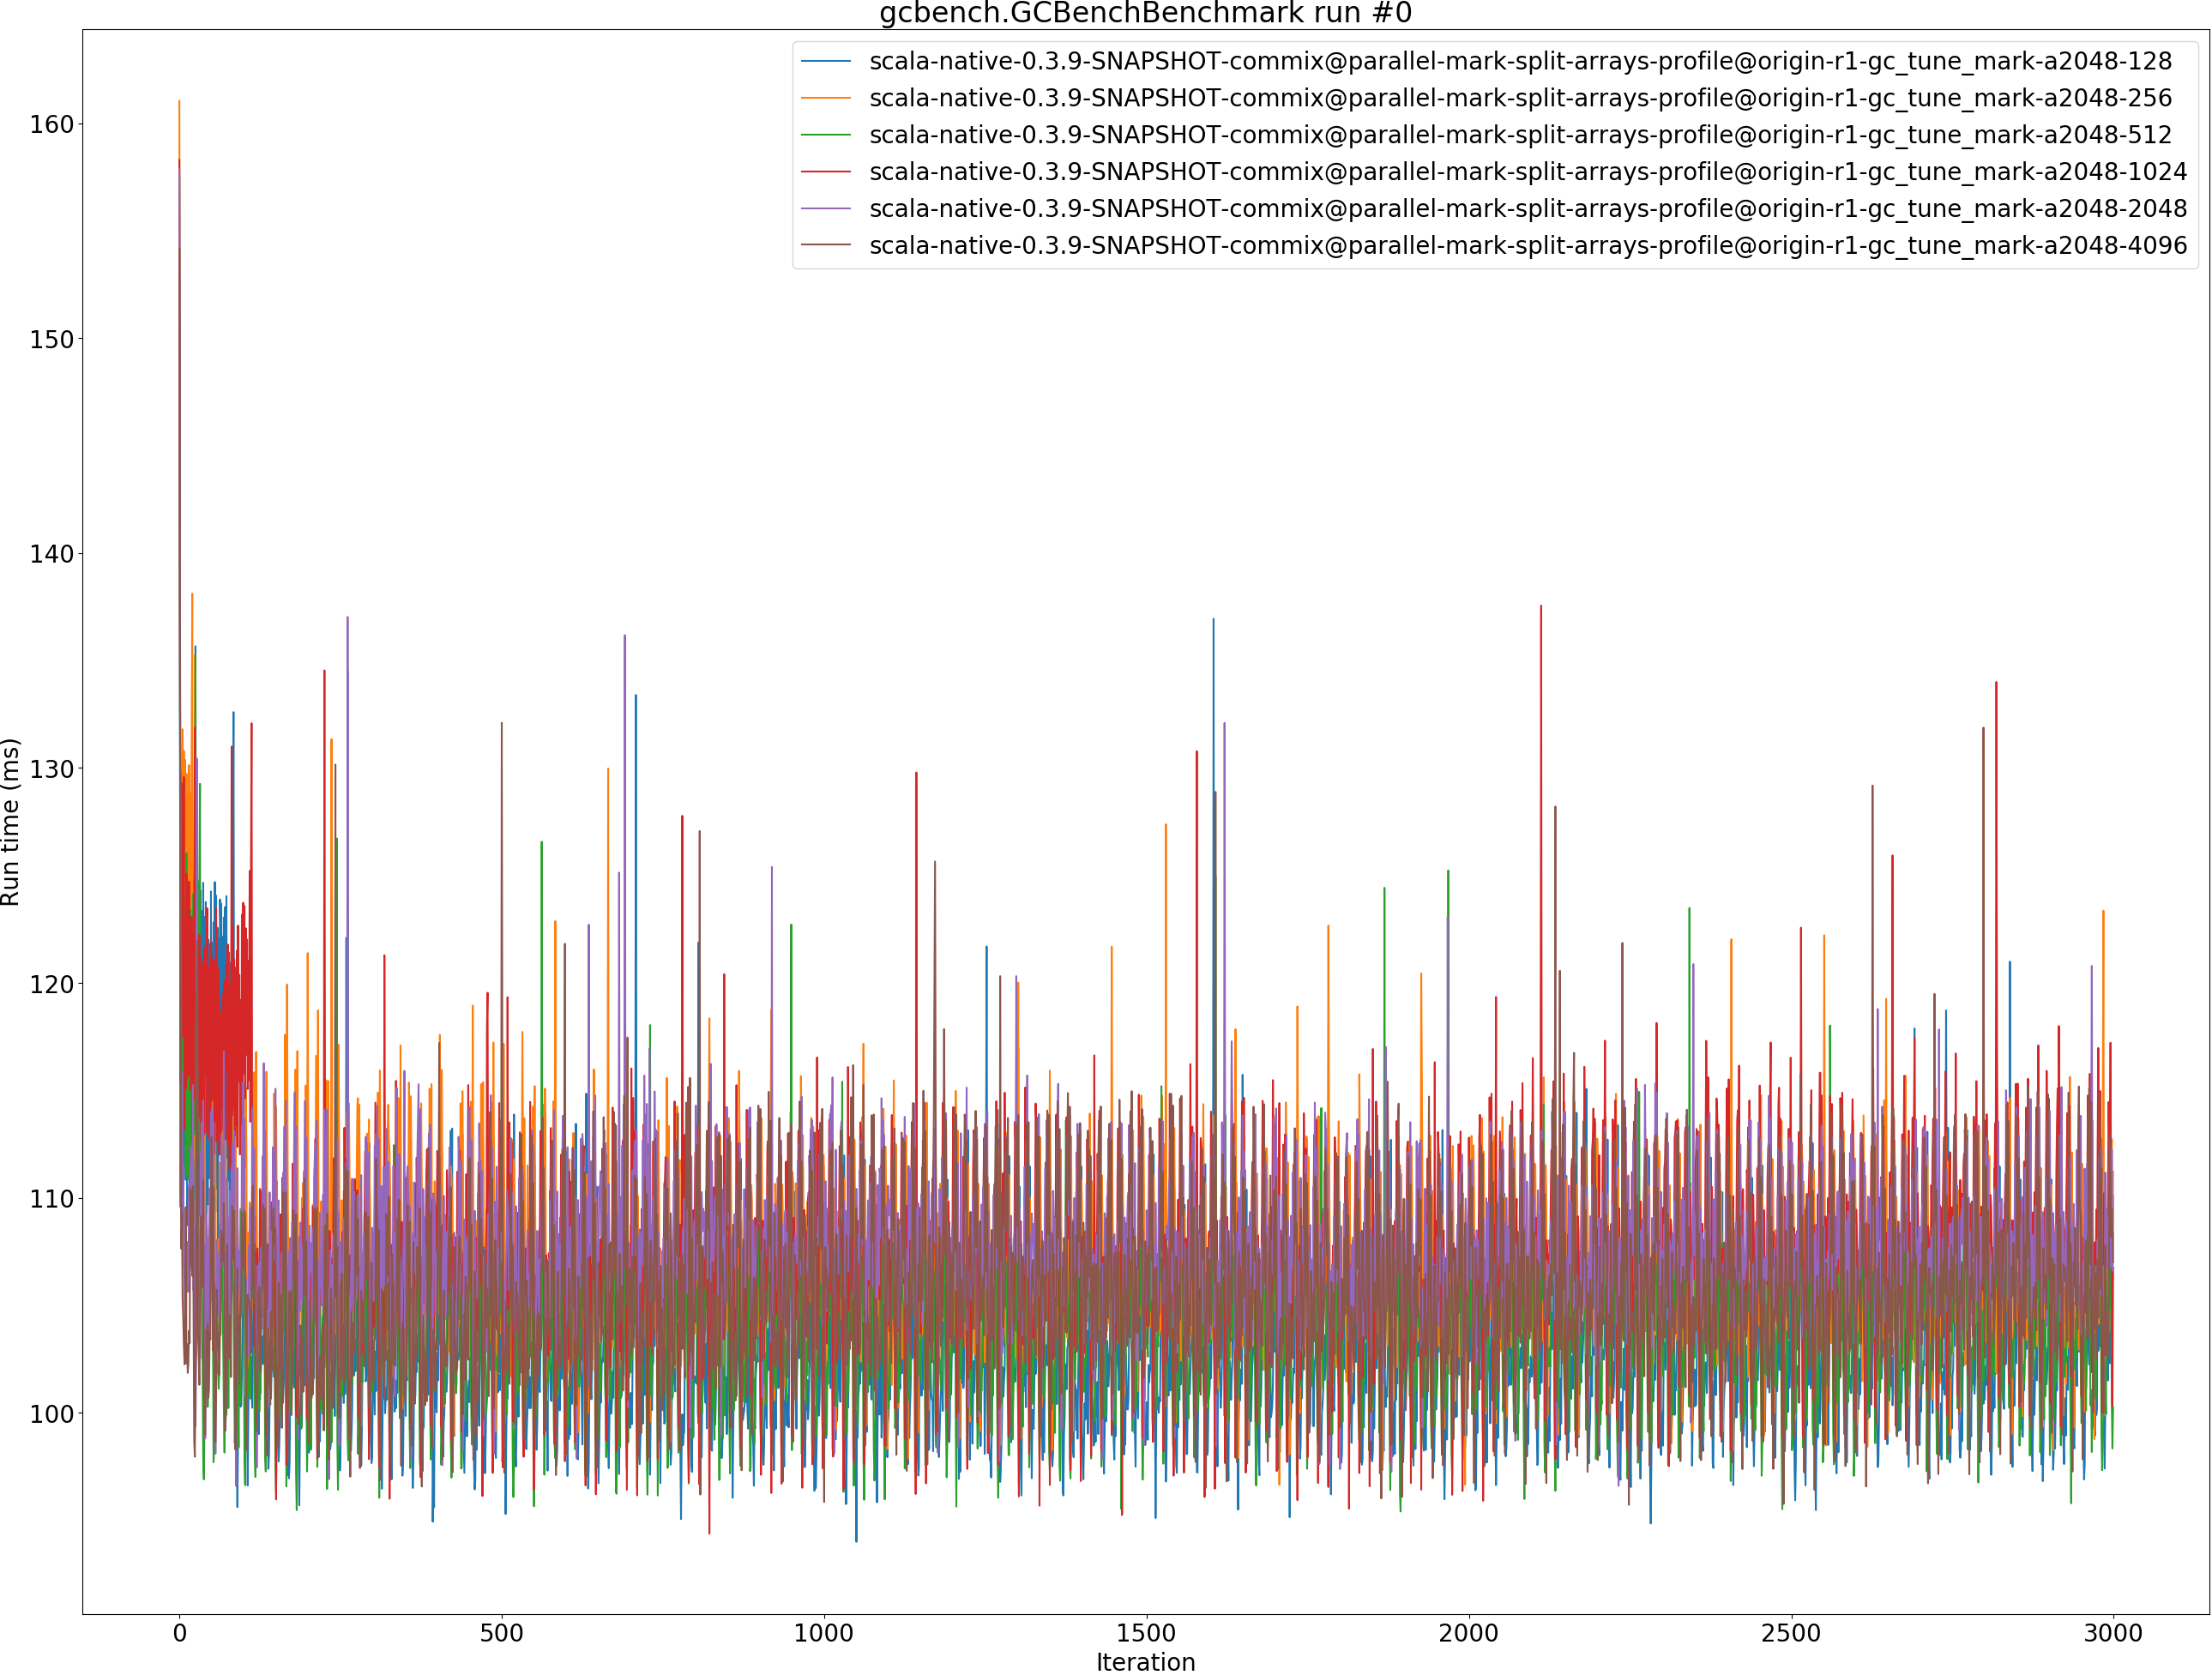 gcbench.GCBenchBenchmark run #0
scala-native-0.3.9-SNAPSHOT-commix@parallel-mark-split-arrays-profile@origin-r1-gc_tune_mark-a2048-128
scala-native-0.3.9-SNAPSHOT-commix@parallel-mark-split-arrays-profile@origin-r1-gc_tune_mark-a2048-256
scala-native-0.3.9-SNAPSHOT-commix@parallel-mark-split-arrays-profile@origin-r1-gc_tune_mark-a2048-512
scala-native-0.3.9-SNAPSHOT-commix@parallel-mark-split-arrays-profile@origin-r1-gc_tune_mark-a2048-1024
scala-native-0.3.9-SNAPSHOT-commix@parallel-mark-split-arrays-profile@origin-r1-gc_tune_mark-a2048-2048
scala-native-0.3.9-SNAPSHOT-commix@parallel-mark-split-arrays-profile@origin-r1-gc_tune_mark-a2048-4096
160
150
140
130
120
110
100
Run time (ms)
0 500 1000 1500 2000 2500 3000
Iteration